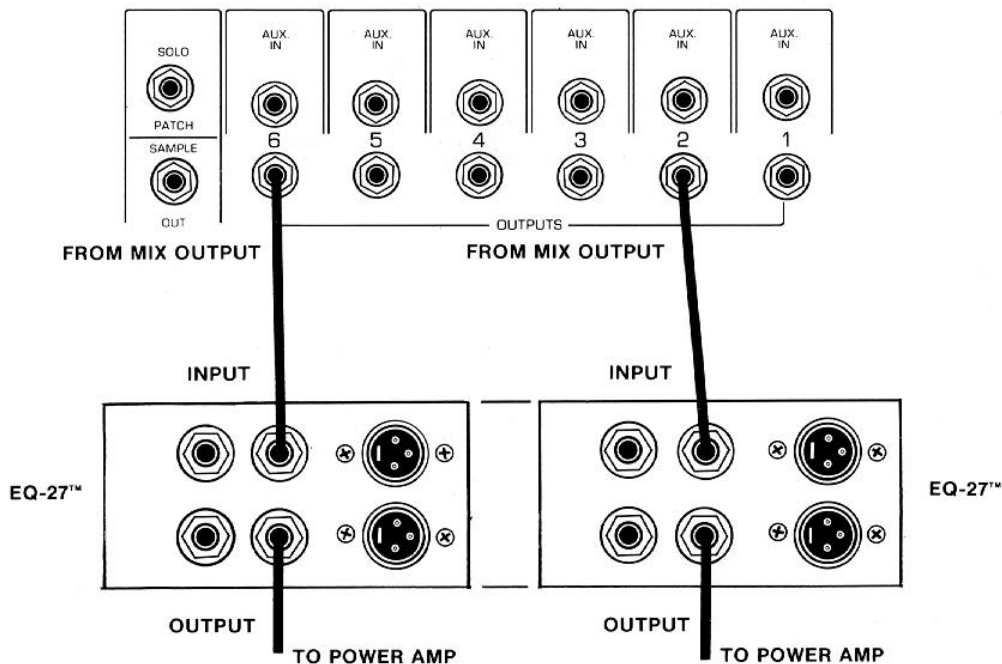 SOLO
PATCH
SAMPLE
OUT
AUX.
IN
AUX.
IN
AUX.
IN
AUX.
IN
AUX.
IN
AUX.
IN
6
5
4
3
2
1
OUTPUTS
FROM MIX OUTPUT
FROM MIX OUTPUT
INPUT
INPUT
EQ-27™
EQ-27™
OUTPUT
OUTPUT
TO POWER AMP
TO POWER AMP